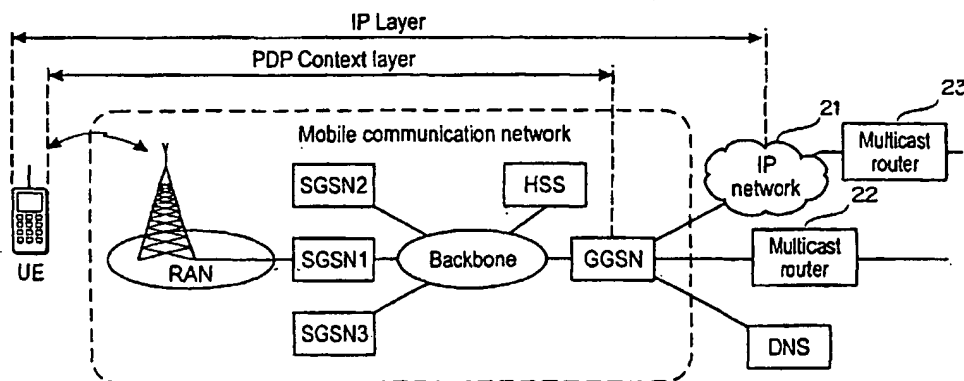 IP Layer
PDP Context layer
Mobile communication network
21
23
Multicast
router
IP
network
22
Multicast
router
SGSN2
HSS
UE
RAN
SGSN1
Backbone
GGSN
SGSN3
DNS